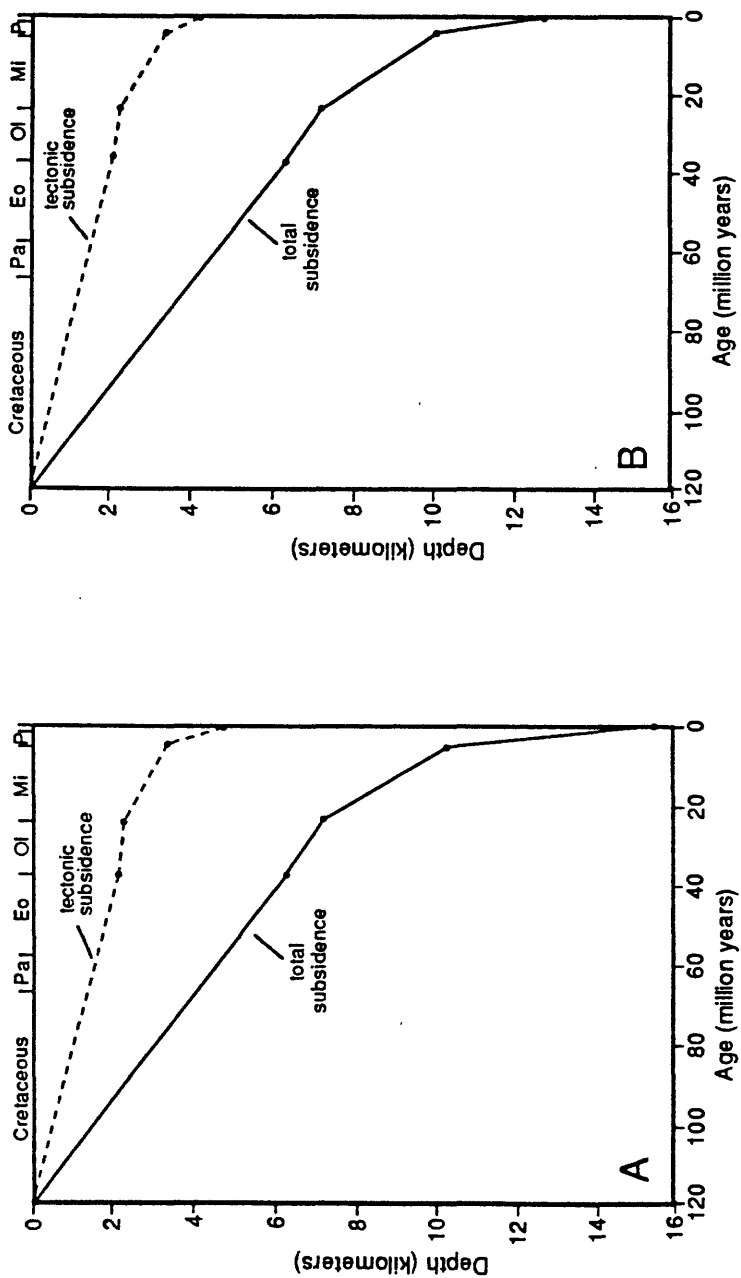 Cretaceous Pa Eo Ol Mi Pl
0
2
4
6
8
10
12
14
16
Depth (kilometers)
tectonic
subsidence
total
subsidence
A
120 100 80 60 40 20 0
Age (million years)
Cretaceous Pa Eo Ol Mi Pl
0
2
4
6
8
10
12
14
16
Depth (kilometers)
tectonic
subsidence
total
subsidence
B
120 100 80 60 40 20 0
Age (million years)